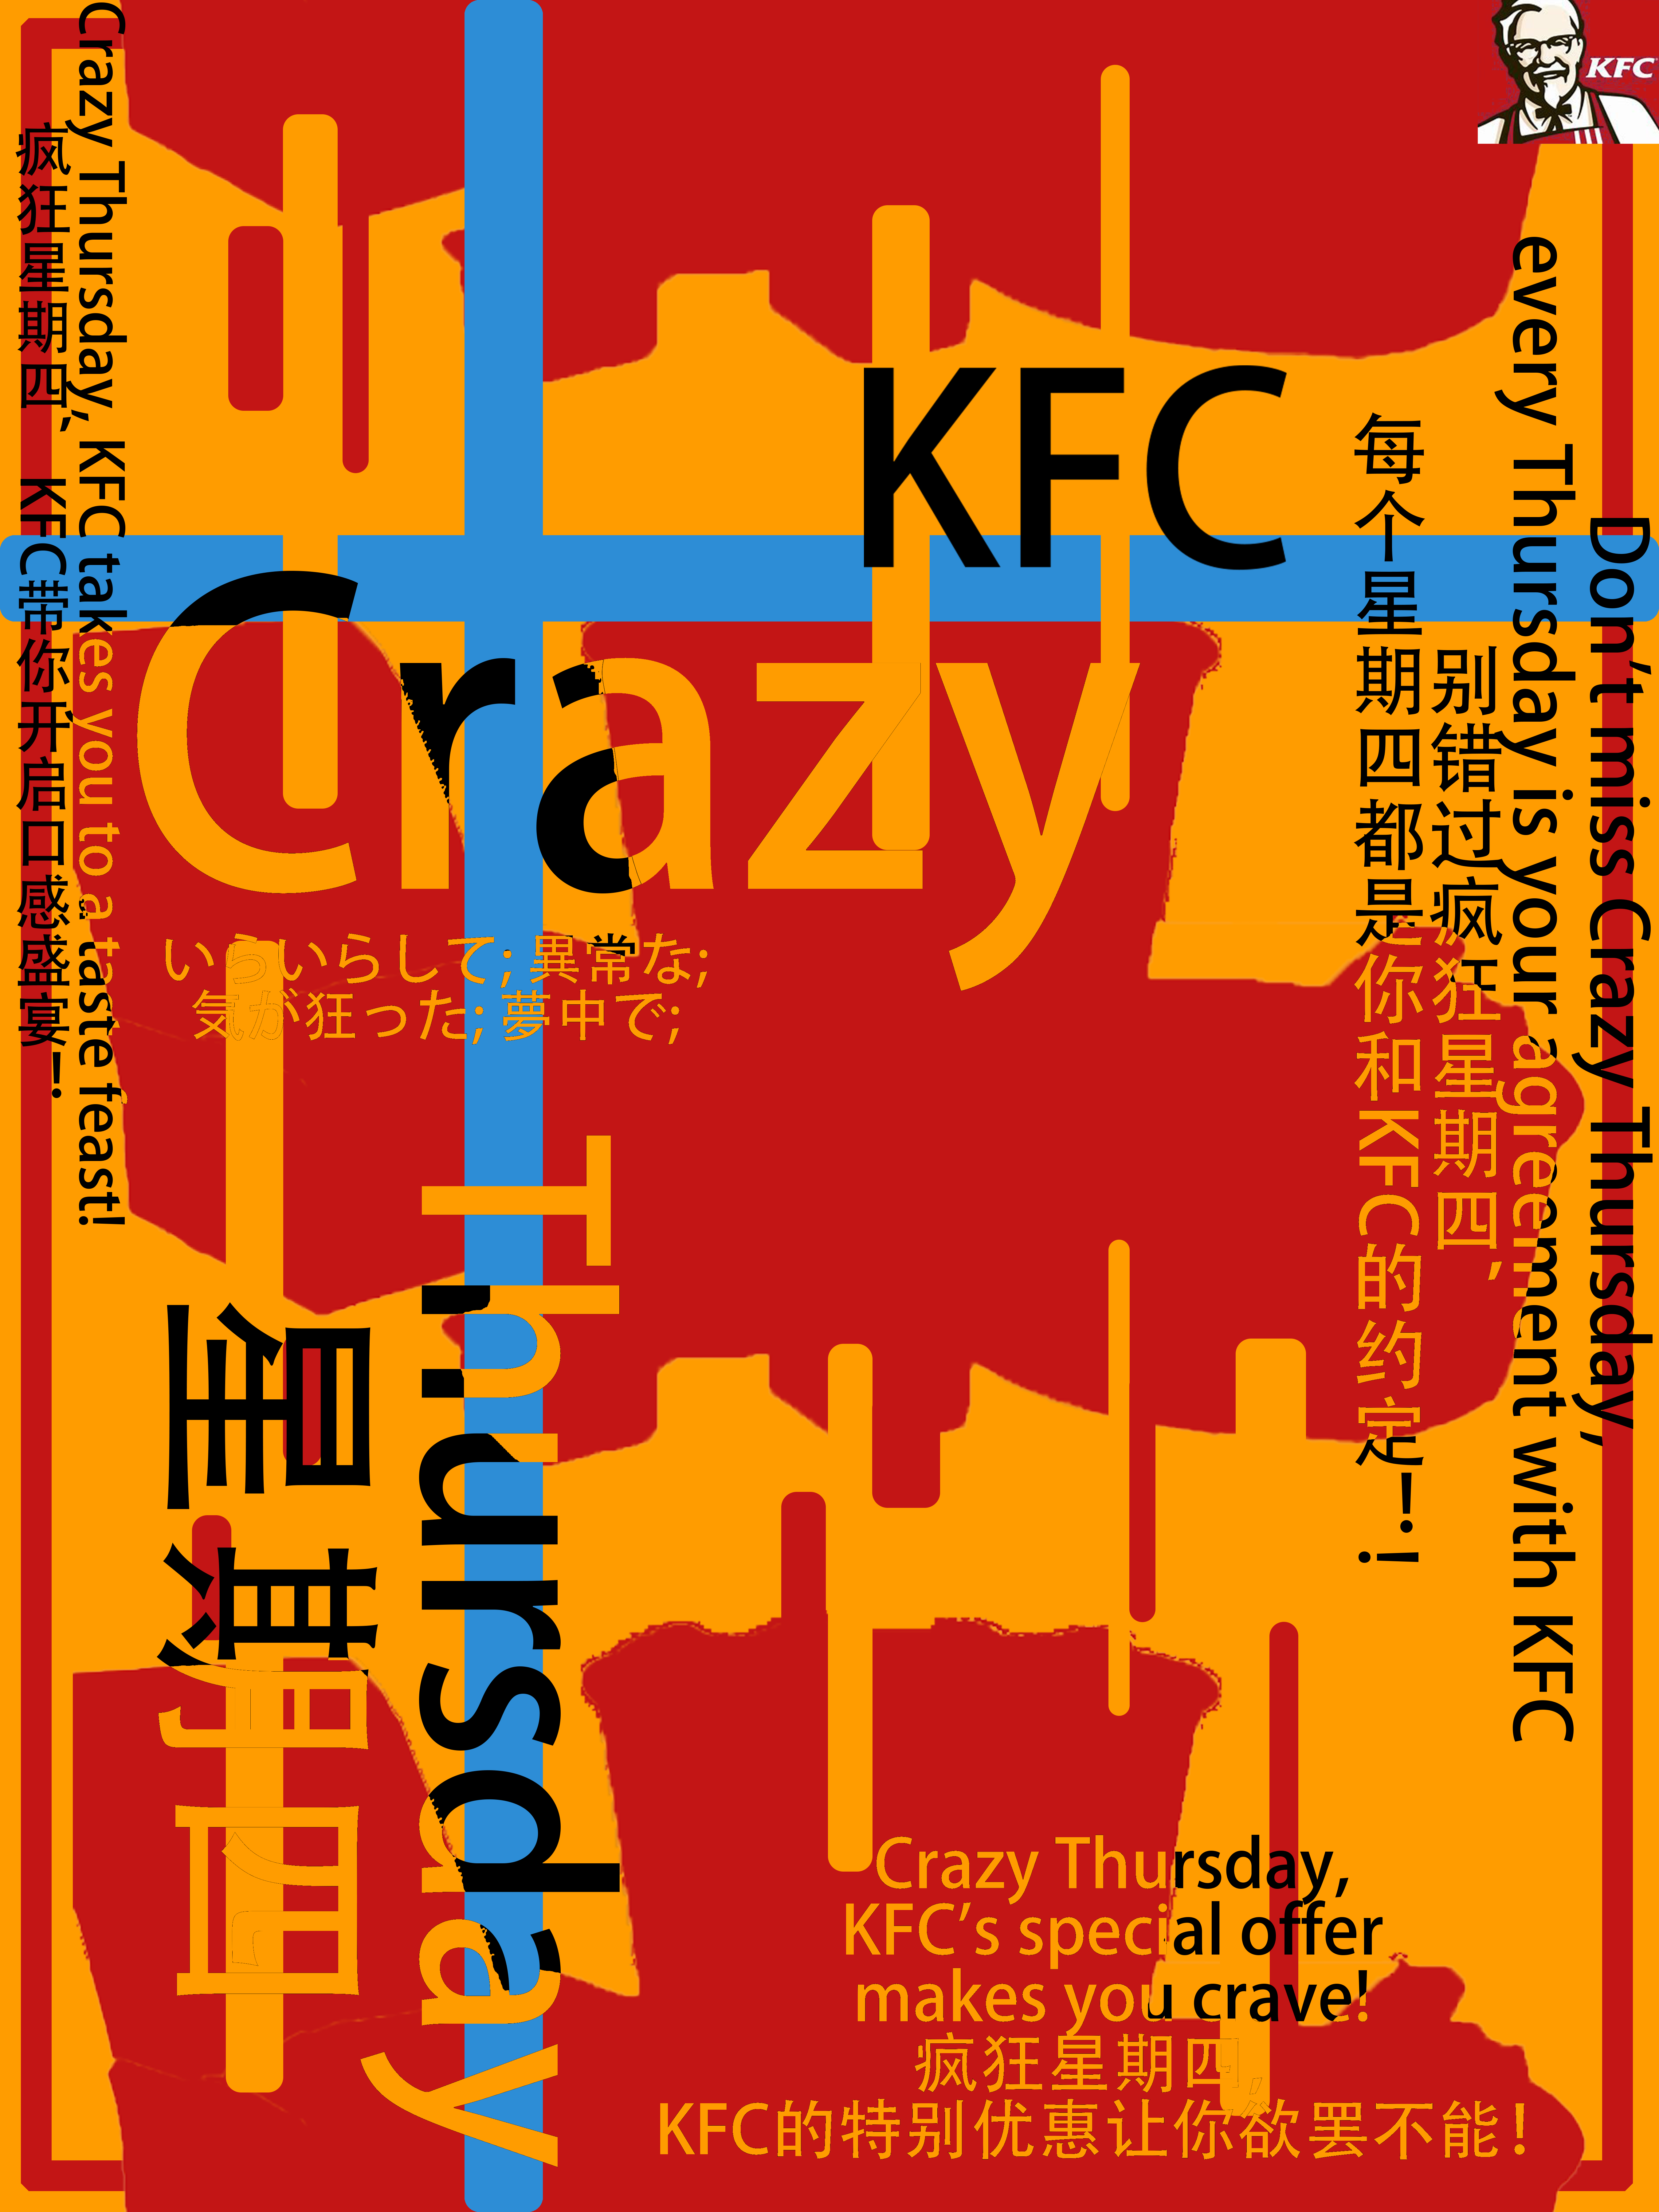 KFC
Crazy Thursday, KFC takes you to a taste feast!
疯狂星期四， KFC带你开启口感盛宴！
KFC
Crazy
いらいらして; 異常な;
気が狂った; 夢中で;
Thursday
星期四
Don't miss Crazy Thursday,
every Thursday is your agreement with KFC
别错过疯狂星期四，
每个星期四都是你和KFC的约定！！
Crazy Thursday,
KFC's special offer
makes you crave!
疯狂星期四,
KFC的特别优惠让你欲罢不能！